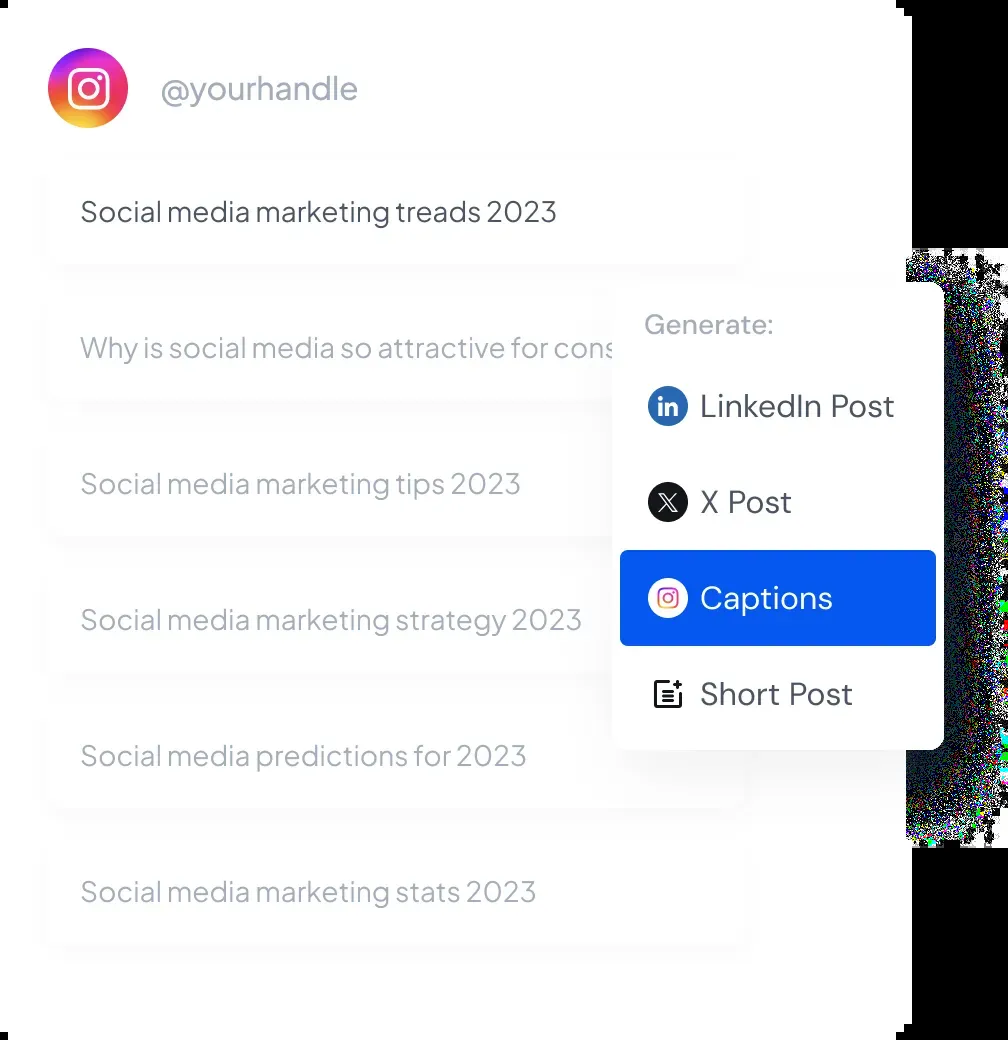 @yourhandle
Social media marketing treads 2023
Why is social media so attractive for
Social media marketing tips 2023
Social media marketing strategy 2023
Social media predictions for 2023
Social media marketing stats 2023
Generate:
in LinkedIn Post
X Post
Captions
Short Post